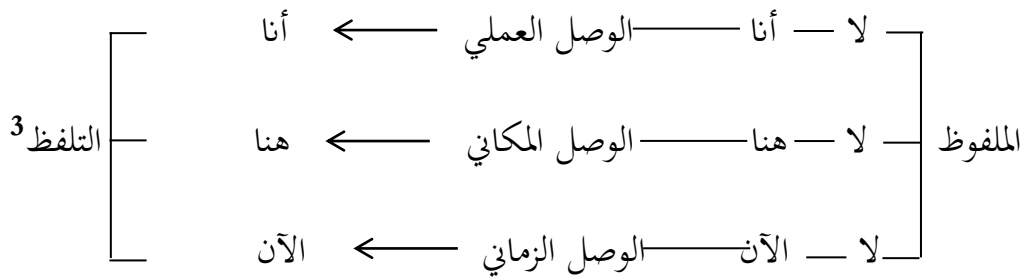 لا — أنا — الوصل العملي ← أنا
الملفوظ لا — هنا — الوصل المكاني ← هنا التلفظ3
لا — الآن — الوصل الزماني ← الآن